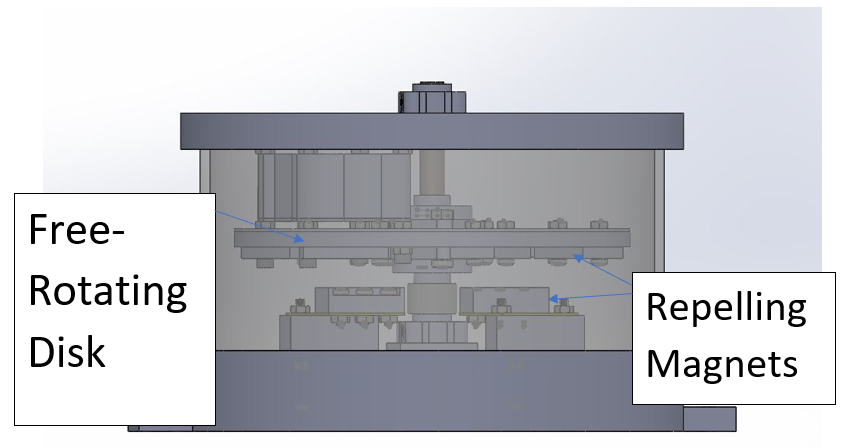 Free-
Rotating
Disk
Repelling
Magnets